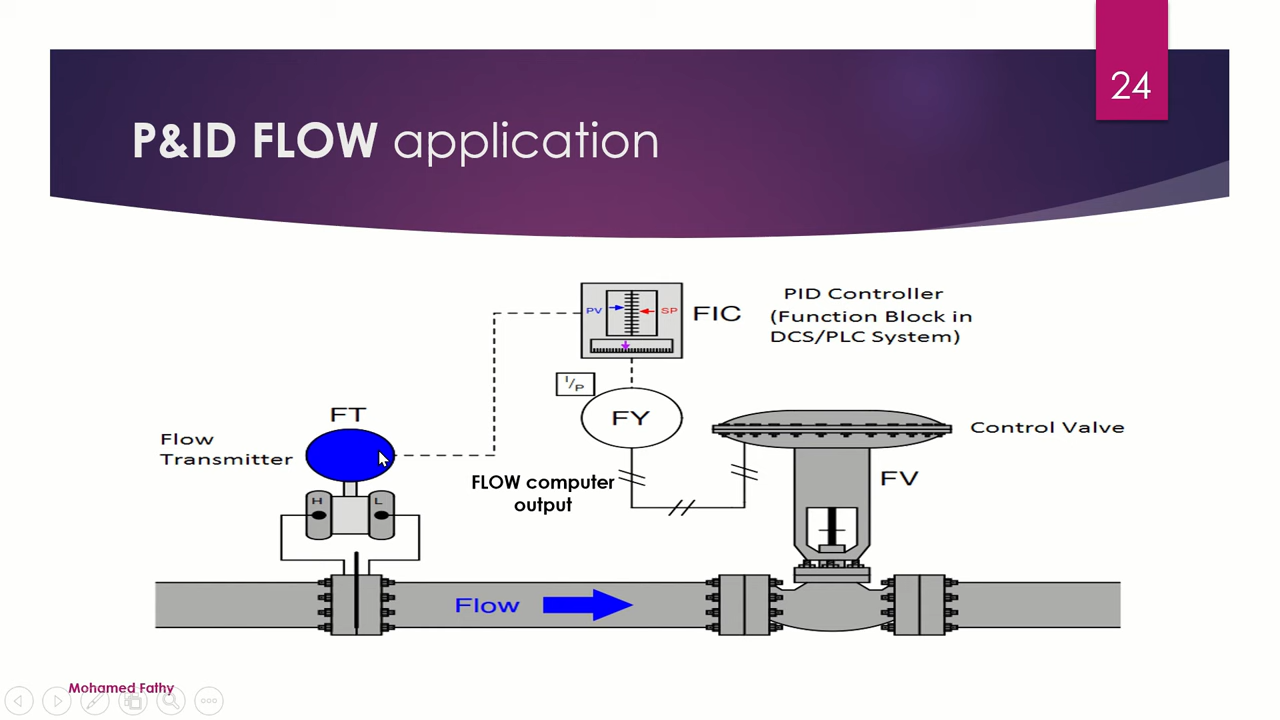 24
P&ID FLOW application
PID Controller
(Function Block in
DCS/PLC System)
PV
SP
FIC
I/P
FY
FT
Flow
Transmitter
Control Valve
FLOW computer
output
FV
H
L
Flow
Mohamed Fathy